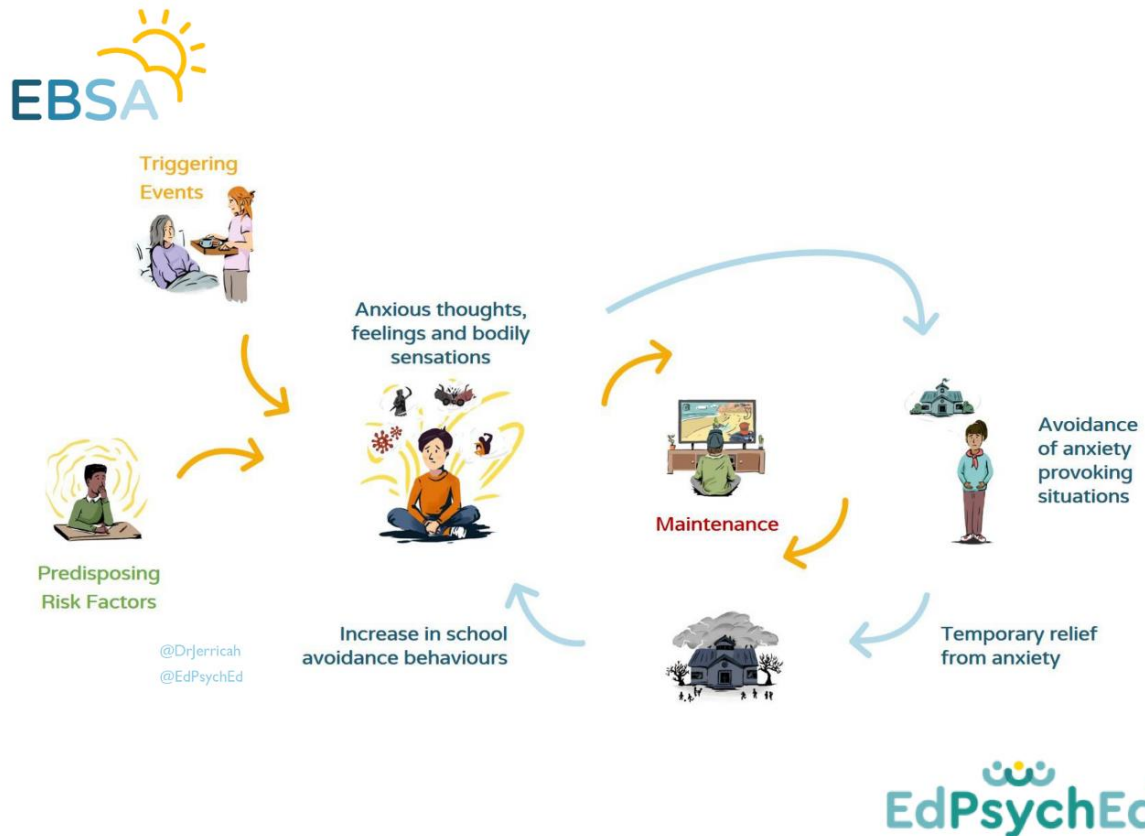 EBSA
Triggering
Events
Anxious thoughts,
feelings and bodily
sensations
Predisposing
Risk Factors
Maintenance
Avoidance
of anxiety
provoking
situations
Increase in school
avoidance behaviours
Temporary relief
from anxiety
@DrJerricah
@EdPsychEd
EdPsychEd